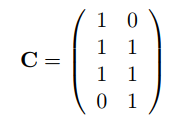 C = ( 1 0
1 1
1 1
0 1 )